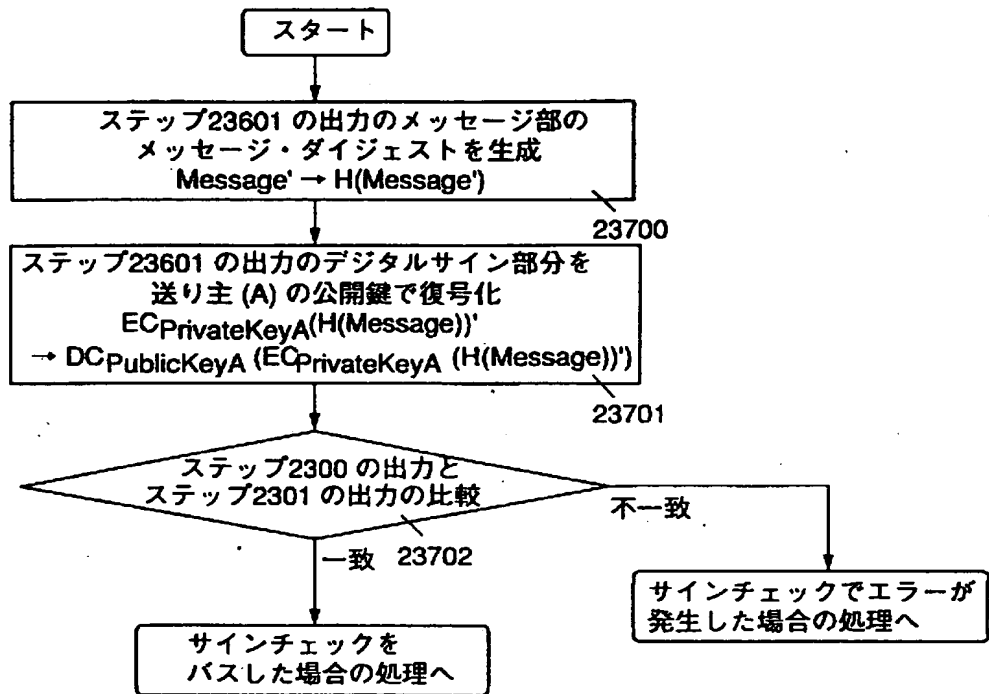 スタート
ステップ23601 の出力のメッセージ部の
メッセージ・ダイジェストを生成
Message' → H(Message')
23700
ステップ23601 の出力のデジタルサイン部分を
送り主 (A) の公開鍵で復号化
ECPrivateKeyA(H(Message))'
→ DCPublicKeyA (ECPrivateKeyA (H(Message))')
23701
ステップ2300 の出力と
ステップ2301 の出力の比較
23702
不一致
一致
サインチェックでエラーが
発生した場合の処理へ
サインチェックを
バスした場合の処理へ